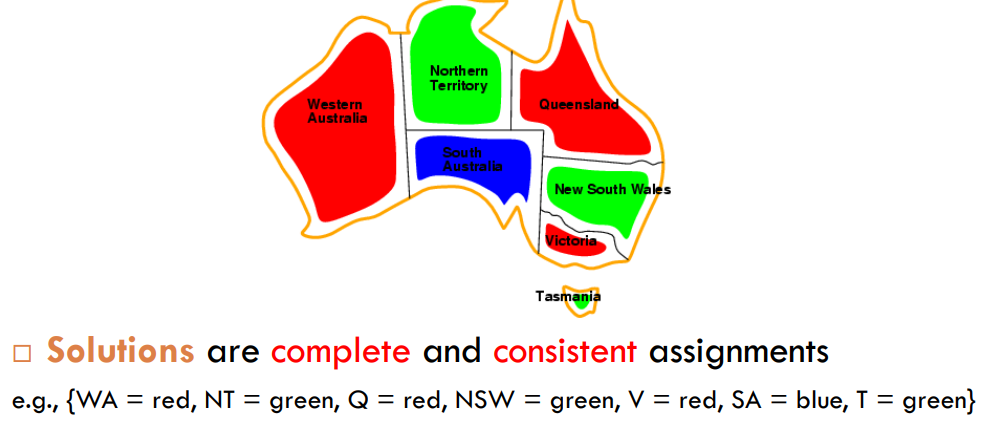 Northern
Territory
Western
Australia
Queensland
South
Australia
New South Wales
Victoria
Tasmania
□ Solutions are complete and consistent assignments
e.g., {WA = red, NT = green, Q = red, NSW = green, V = red, SA = blue, T = green}